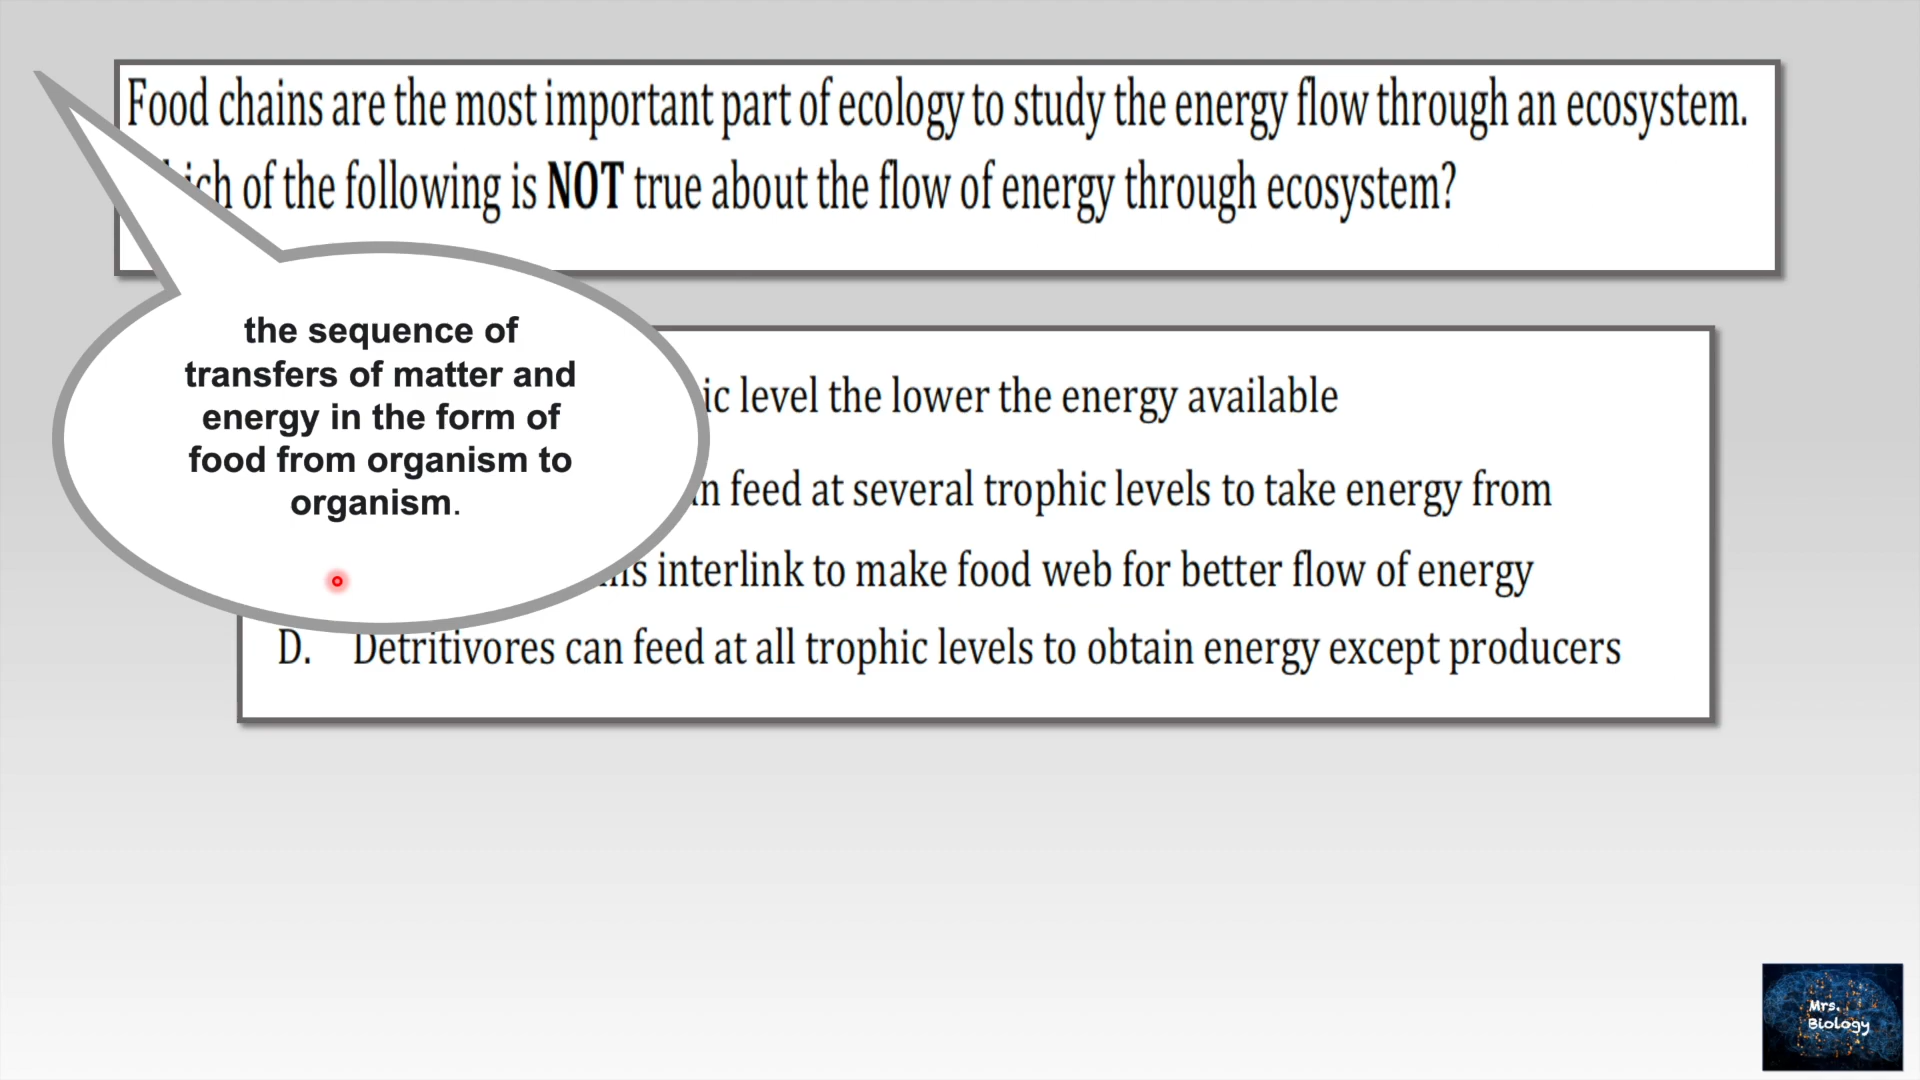 Food chains are the most important part of ecology to study the energy flow through an ecosystem.
of the following is NOT true about the flow of energy through ecosystem?
the sequence of
transfers of matter and
energy in the form of
food from organism to
organism.
level the lower the energy available
feed at several trophic levels to take energy from
interlink to make food web for better flow of energy
D. Detritivores can feed at all trophic levels to obtain energy except producers
Mrs.
Biology